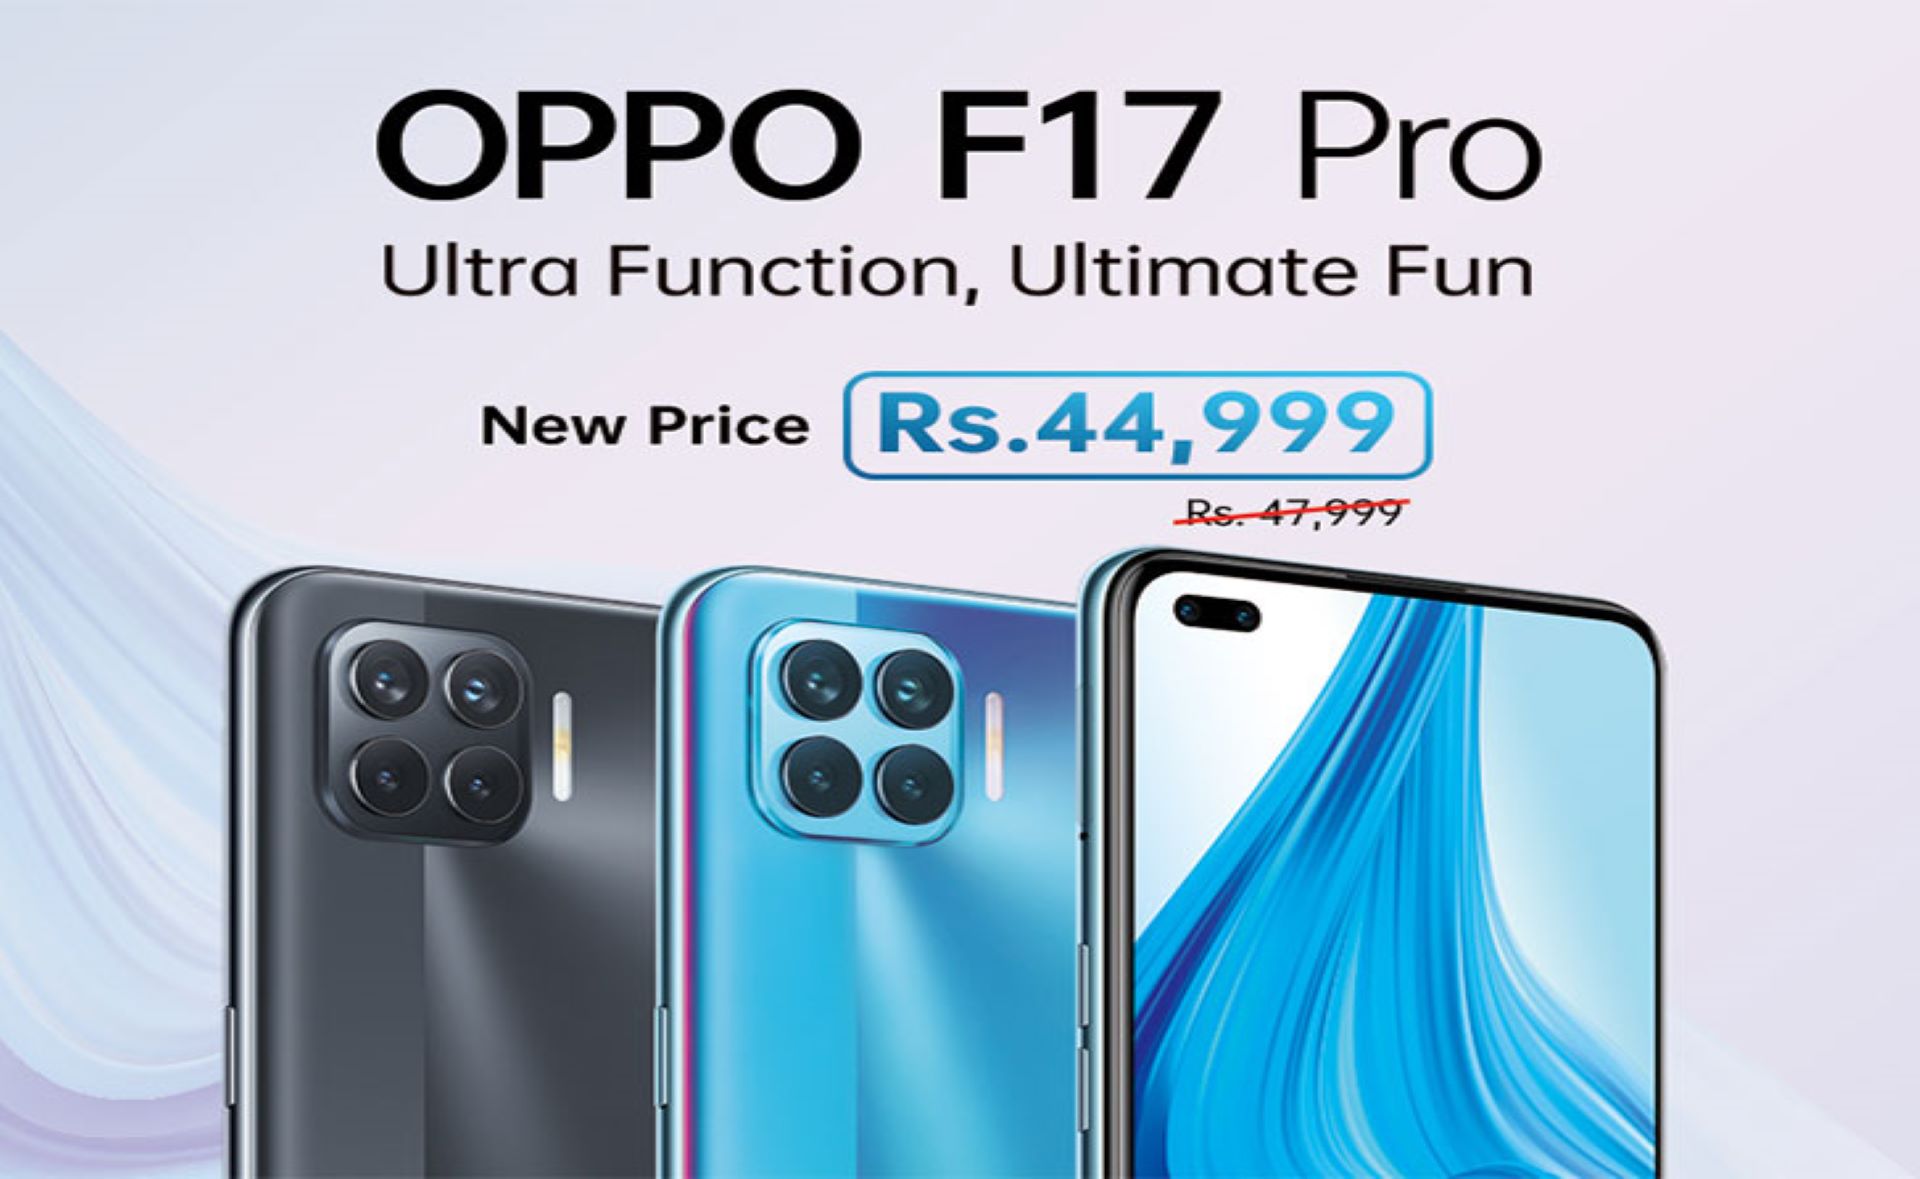 OPPO F17 Pro
Ultra Function, Ultimate Fun
New Price Rs.44,999
Rs. 47,999